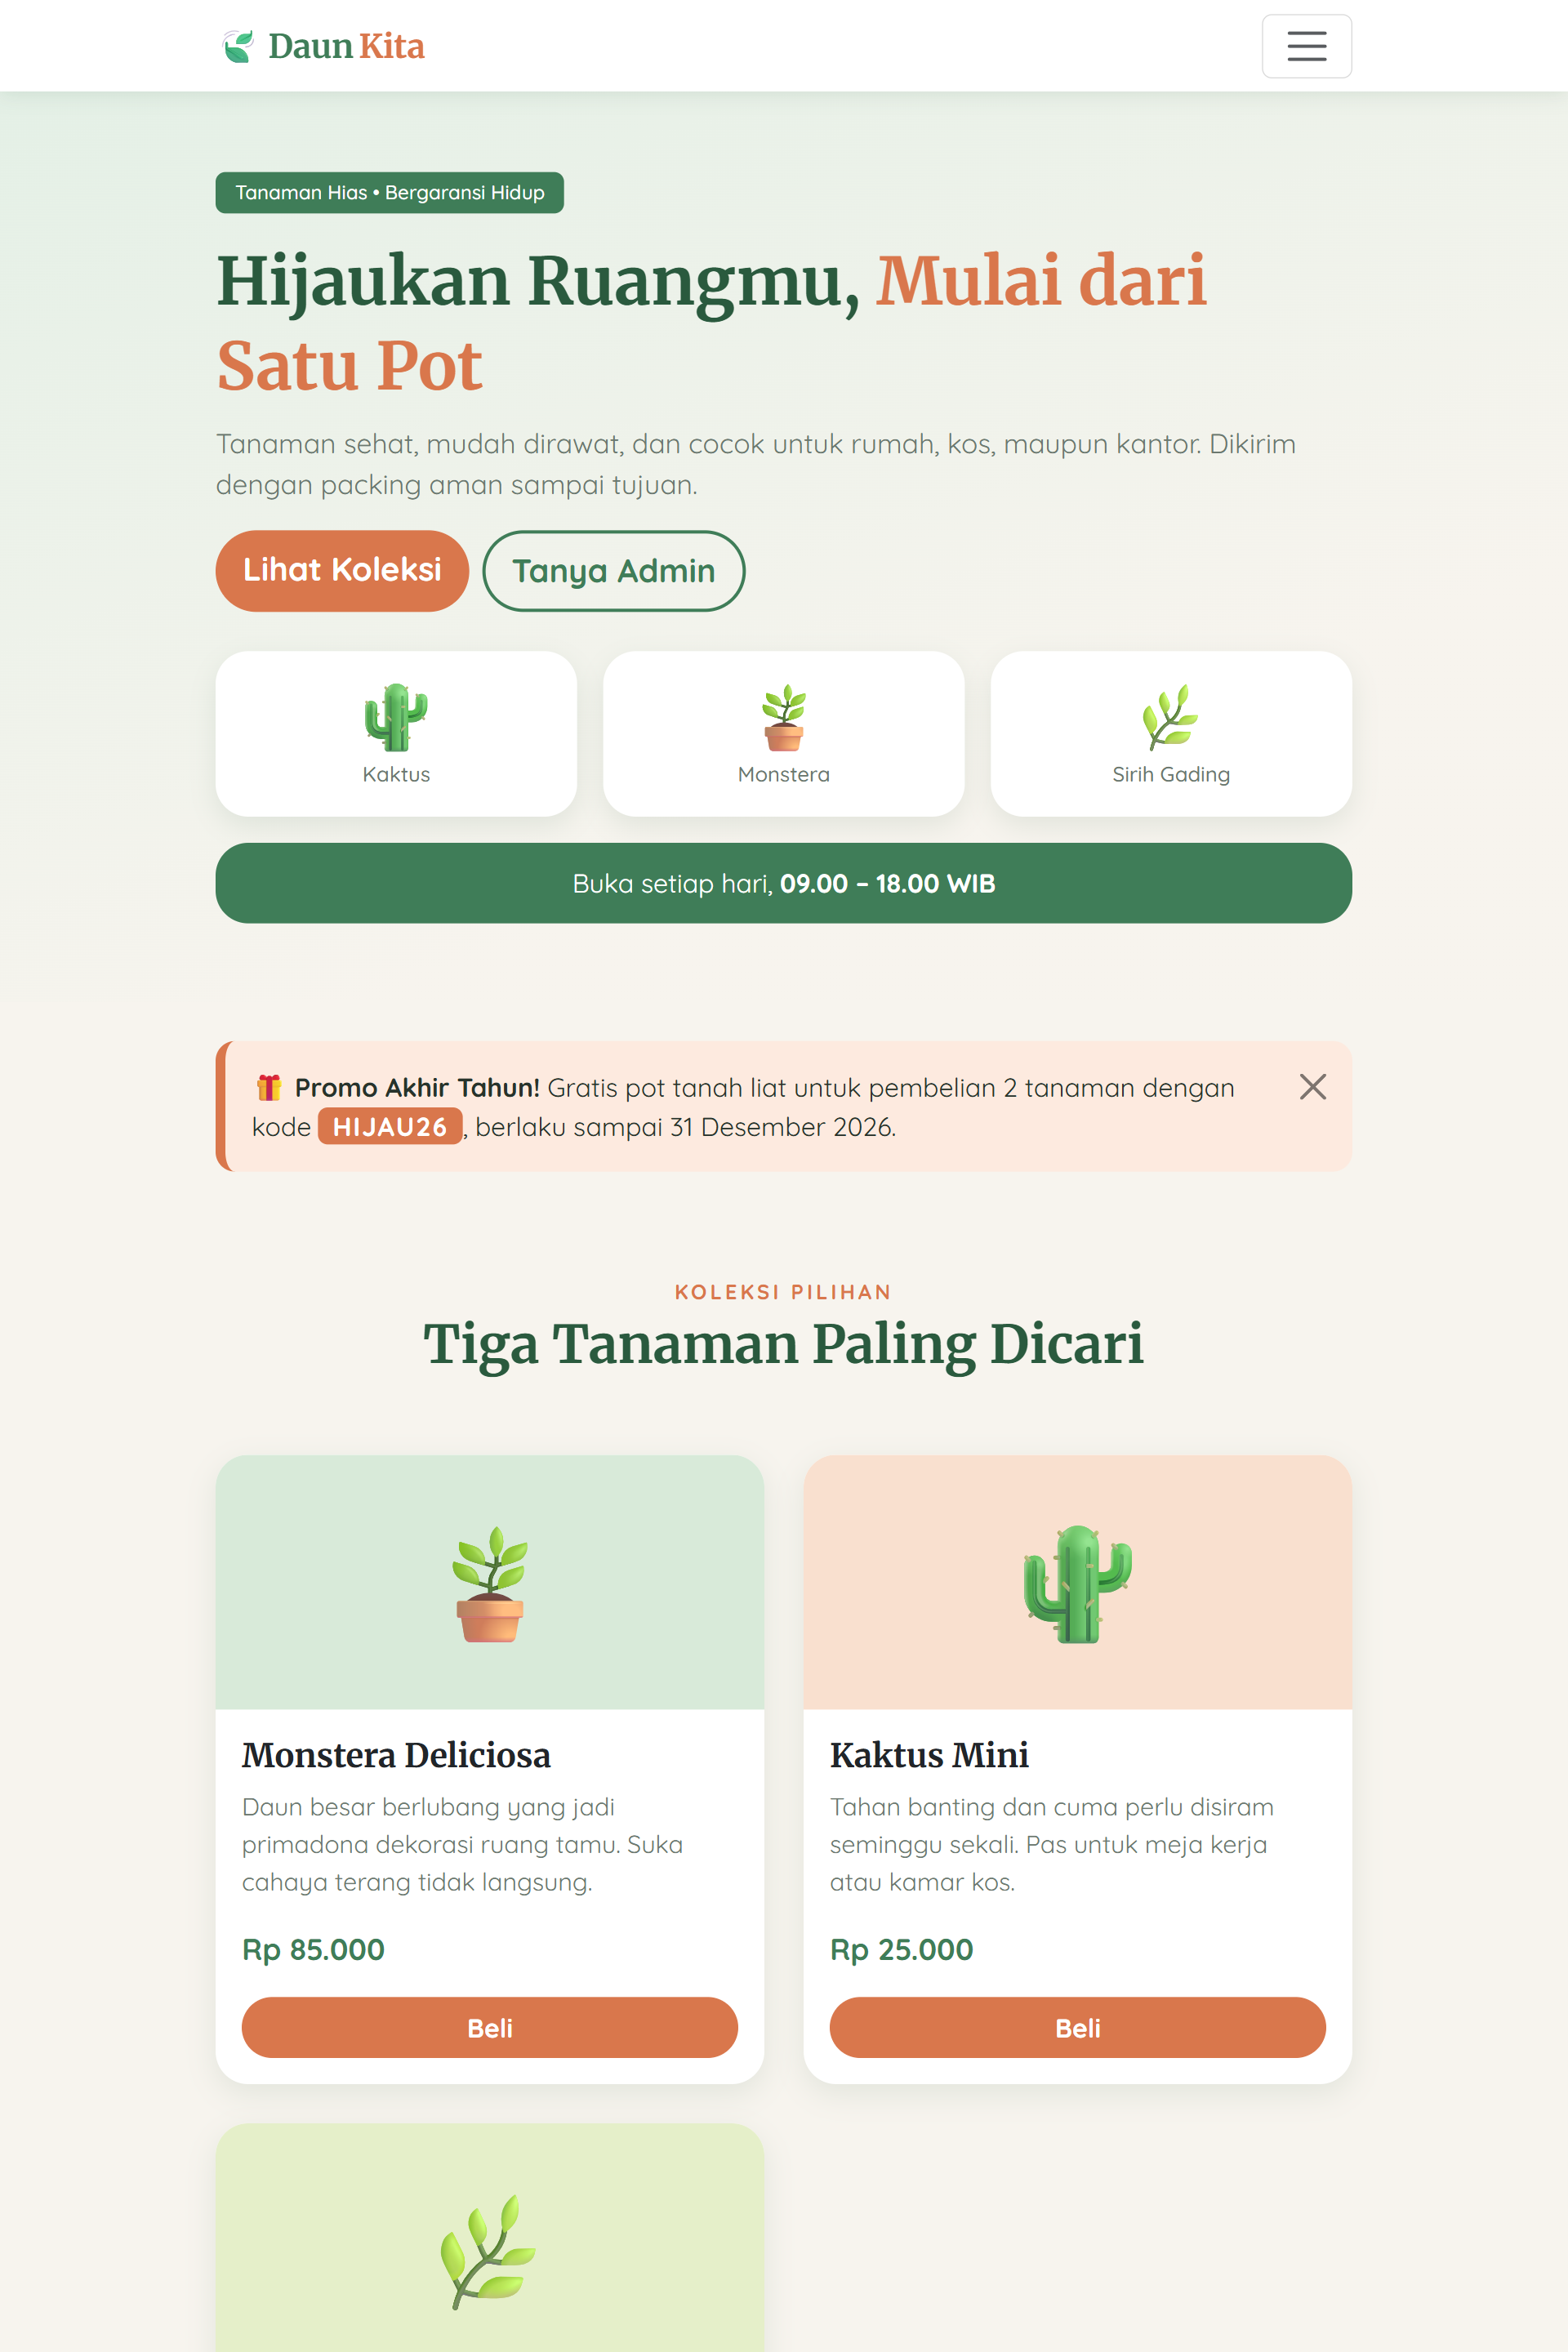 Daun Kita
Tanaman Hias • Bergaransi Hidup
Hijaukan Ruangmu, Mulai dari
Satu Pot
Tanaman sehat, mudah dirawat, dan cocok untuk rumah, kos, maupun kantor. Dikirim
dengan packing aman sampai tujuan.
Lihat Koleksi
Tanya Admin
Kaktus
Monstera
Sirih Gading
Buka setiap hari, 09.00 – 18.00 WIB
Promo Akhir Tahun! Gratis pot tanah liat untuk pembelian 2 tanaman dengan
kode HIJAU26, berlaku sampai 31 Desember 2026.
KOLEKSI PILIHAN
Tiga Tanaman Paling Dicari
Monstera Deliciosa
Daun besar berlubang yang jadi
primadona dekorasi ruang tamu. Suka
cahaya terang tidak langsung.
Rp 85.000
Beli
Kaktus Mini
Tahan banting dan cuma perlu disiram
seminggu sekali. Pas untuk meja kerja
atau kamar kos.
Rp 25.000
Beli